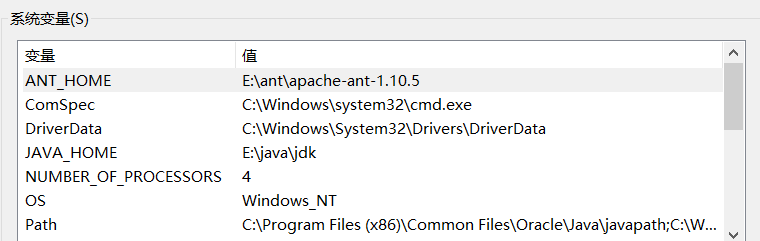 系统变量(S)
变量 值
ANT_HOME E:\ant\apache-ant-1.10.5
ComSpec C:\Windows\system32\cmd.exe
DriverData C:\Windows\System32\Drivers\DriverData
JAVA_HOME E:\java\jdk
NUMBER_OF_PROCESSORS 4
OS Windows_NT
Path C:\Program Files (x86)\Common Files\Oracle\Java\javapath;C:\W...